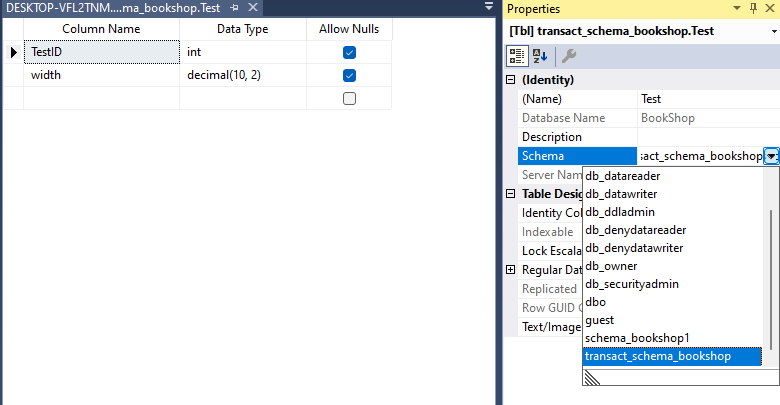 DESKTOP-VFL2TNM....ma_bookshop.Test
Column Name Data Type Allow Nulls
TestID int
width decimal(10, 2)
Properties
[Tbl] transact_schema_bookshop.Test
(Identity)
(Name) Test
Database Name BookShop
Description
Schema sact_schema_bookshop
Server Nam
Table Desig
Identity Col
Indexable
Lock Escala
Regular Dat
Replicated
Row GUID C
Text/Image
db_datareader
db_datawriter
db_ddladmin
db_denydatareader
db_denydatawriter
db_owner
db_securityadmin
dbo
guest
schema_bookshop1
transact_schema_bookshop